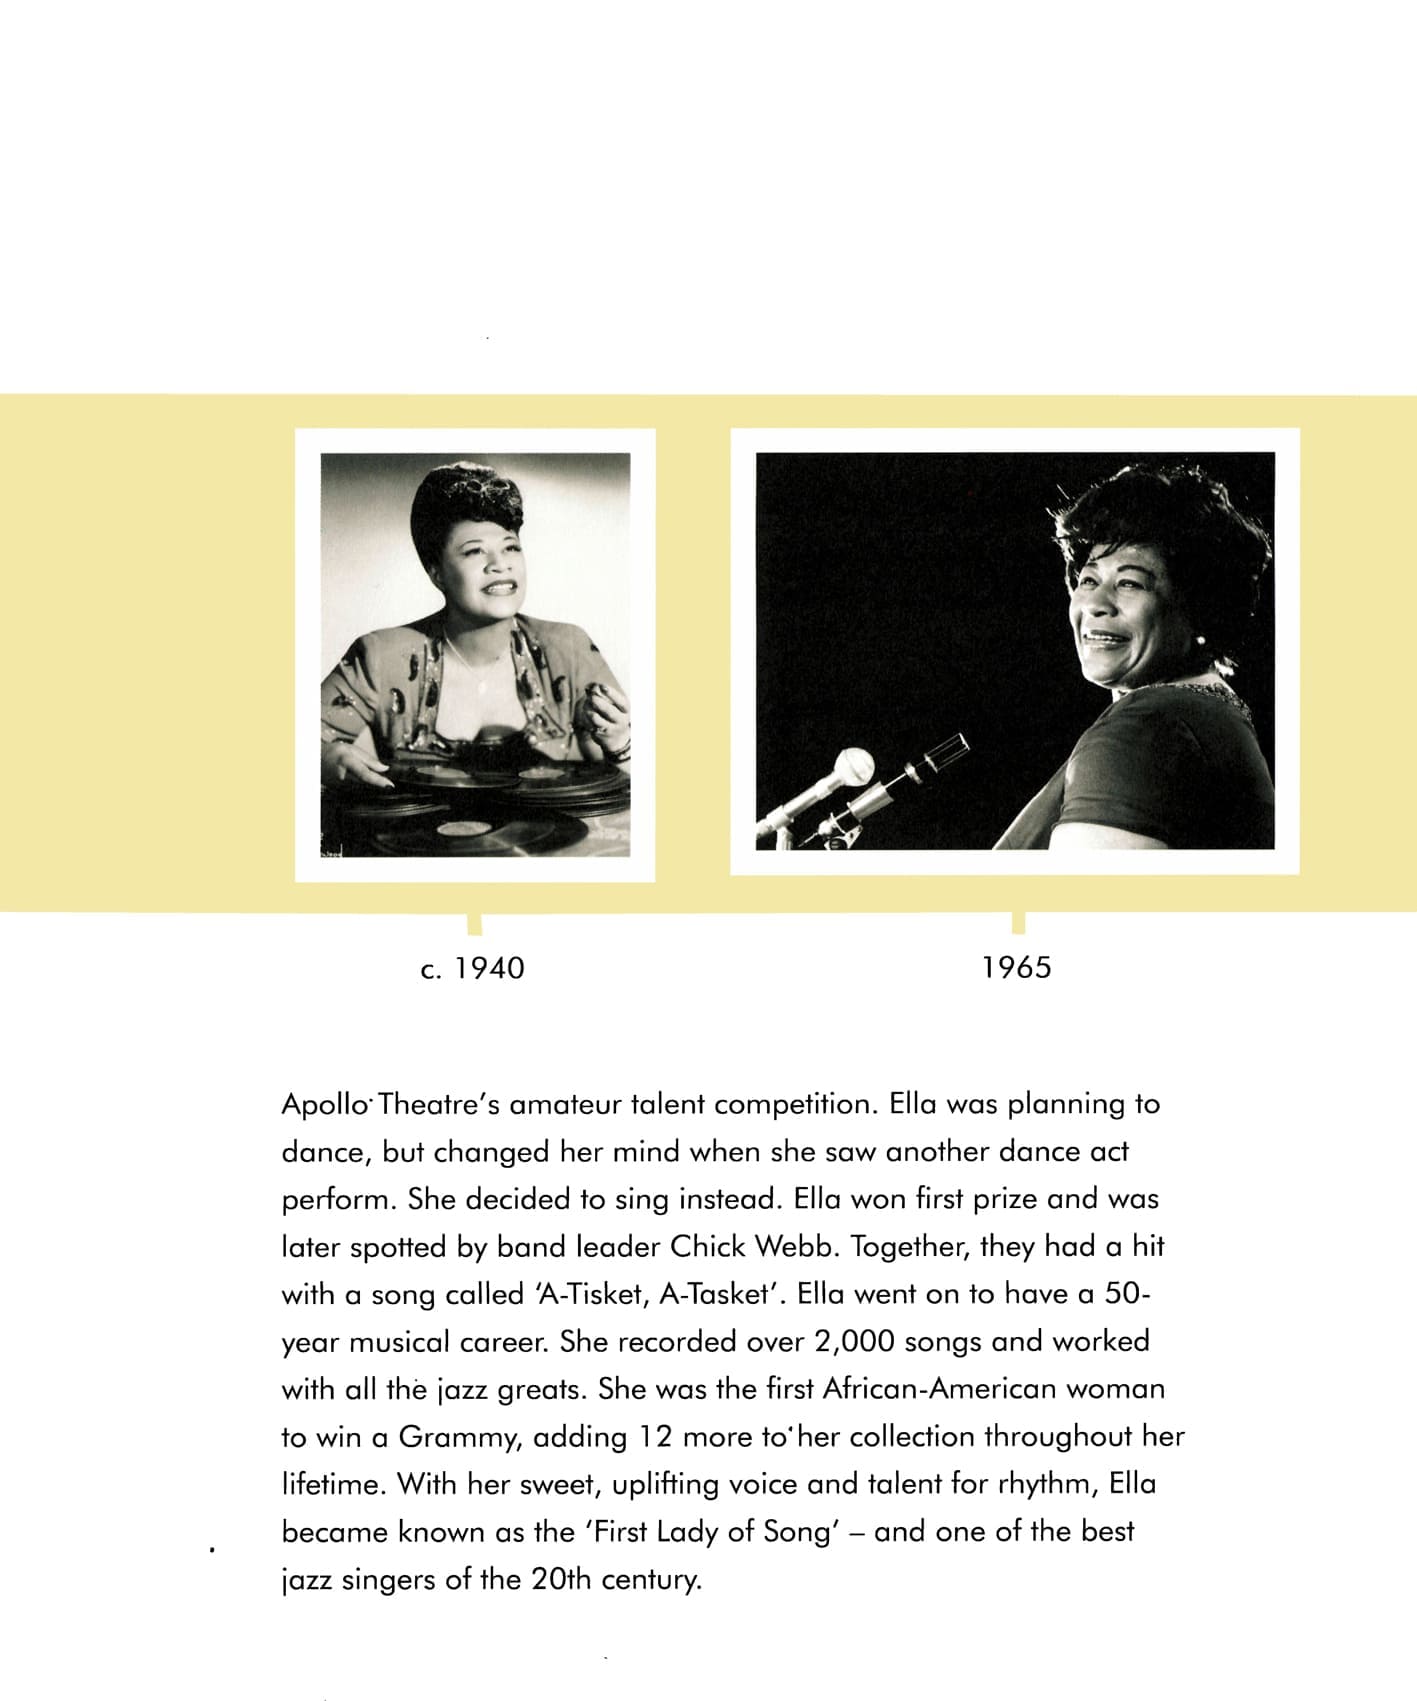 c. 1940
1965
Apollo Theatre's amateur talent competition. Ella was planning to
dance, but changed her mind when she saw another dance act
perform. She decided to sing instead. Ella won first prize and was
later spotted by band leader Chick Webb. Together, they had a hit
with a song called ‘A-Tisket, A-Tasket’. Ella went on to have a 50-
year musical career. She recorded over 2,000 songs and worked
with all the jazz greats. She was the first African-American woman
to win a Grammy, adding 12 more to her collection throughout her
lifetime. With her sweet, uplifting voice and talent for rhythm, Ella
became known as the ‘First Lady of Song’ – and one of the best
jazz singers of the 20th century.